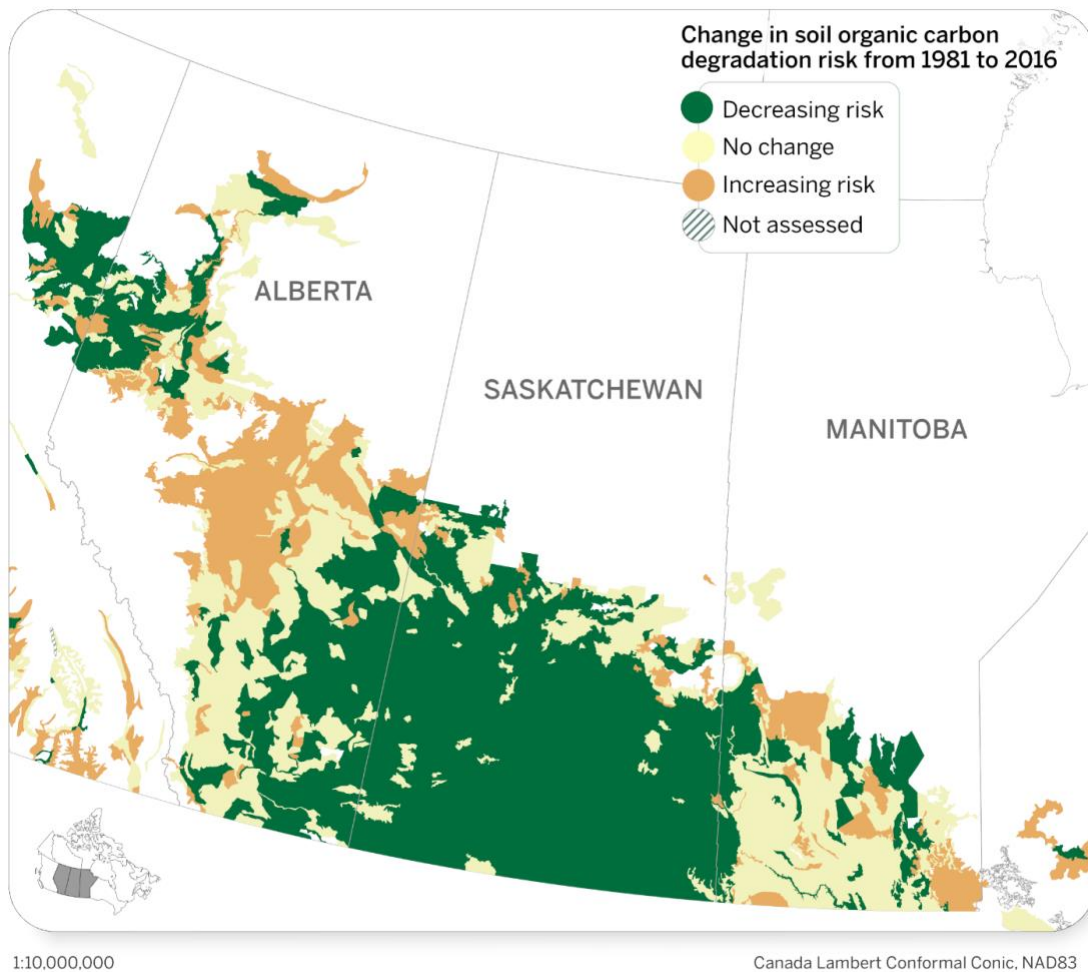 Change in soil organic carbon
degradation risk from 1981 to 2016
Decreasing risk
No change
Increasing risk
Not assessed
ALBERTA
SASKATCHEWAN
MANITOBA
1:10,000,000
Canada Lambert Conformal Conic, NAD83